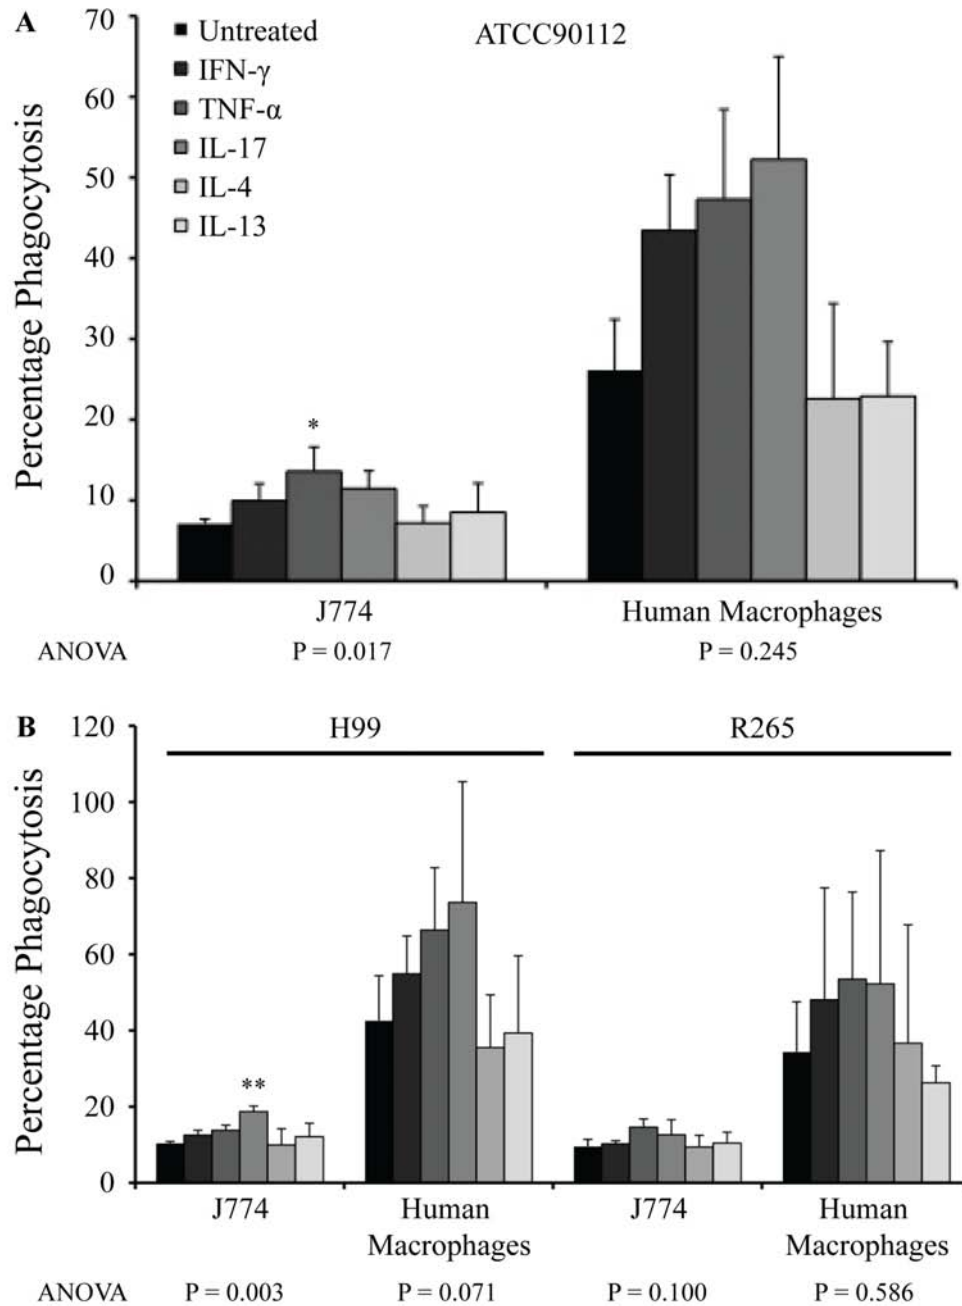 A
ATCC90112
Untreated
IFN-γ
TNF-α
IL-17
IL-4
IL-13
Percentage Phagocytosis
70
60
50
40
30
20
10
0
*
J774 Human Macrophages
ANOVA P = 0.017 P = 0.245
B
H99 R265
Percentage Phagocytosis
120
100
80
60
40
20
0
**
J774 Human Macrophages J774 Human Macrophages
ANOVA P = 0.003 P = 0.071 P = 0.100 P = 0.586